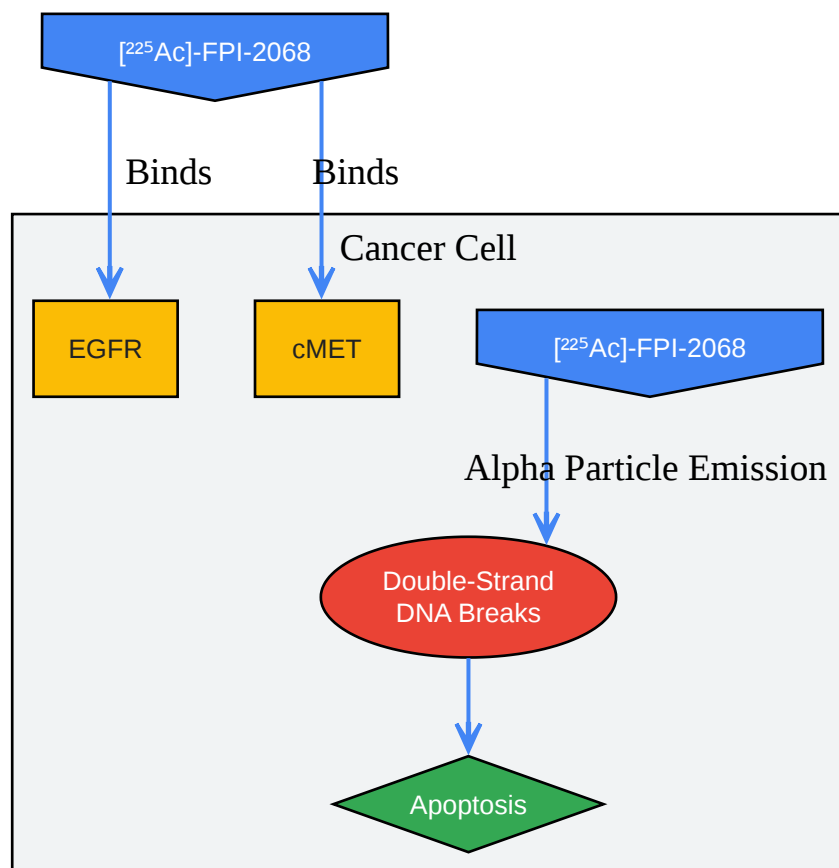 [²²⁵Ac]-FPI-2068
Binds
Binds
Cancer Cell
EGFR
cMET
[²²⁵Ac]-FPI-2068
Alpha Particle Emission
Double-Strand
DNA Breaks
Apoptosis